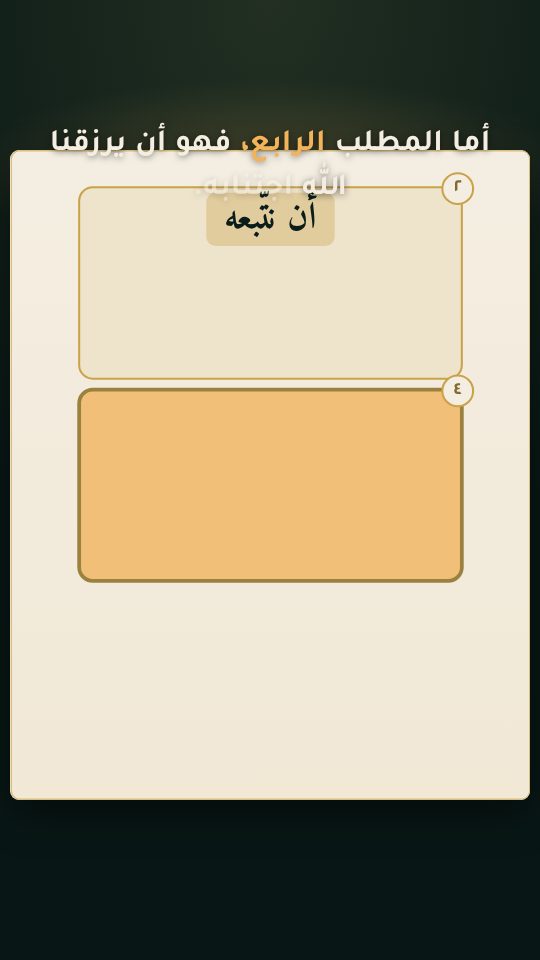 أما المطلب الرابع، فهو أن يرزقنا
الله اجتنابه.
٢
أن نتّبعه
٤